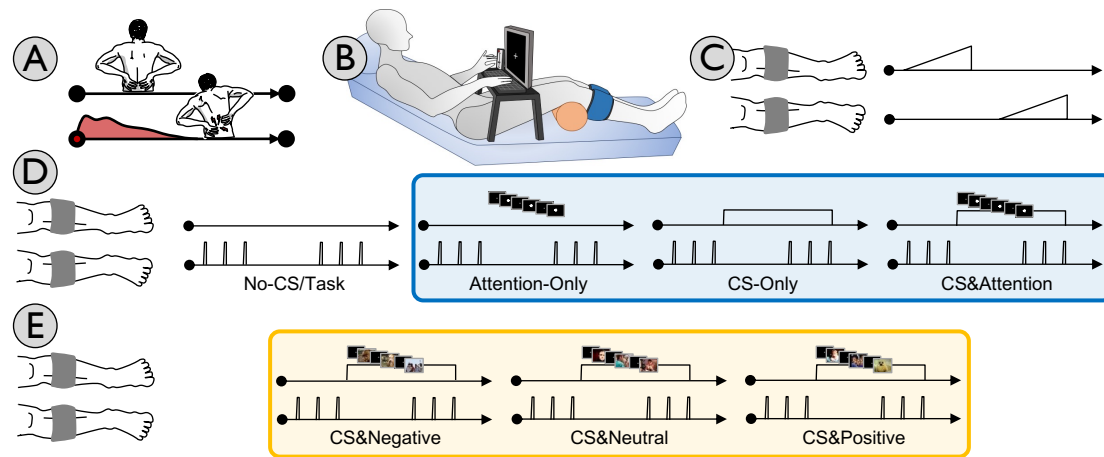 A
B
C
D
No-CS/Task
Attention-Only
CS-Only
CS&Attention
E
CS&Negative
CS&Neutral
CS&Positive